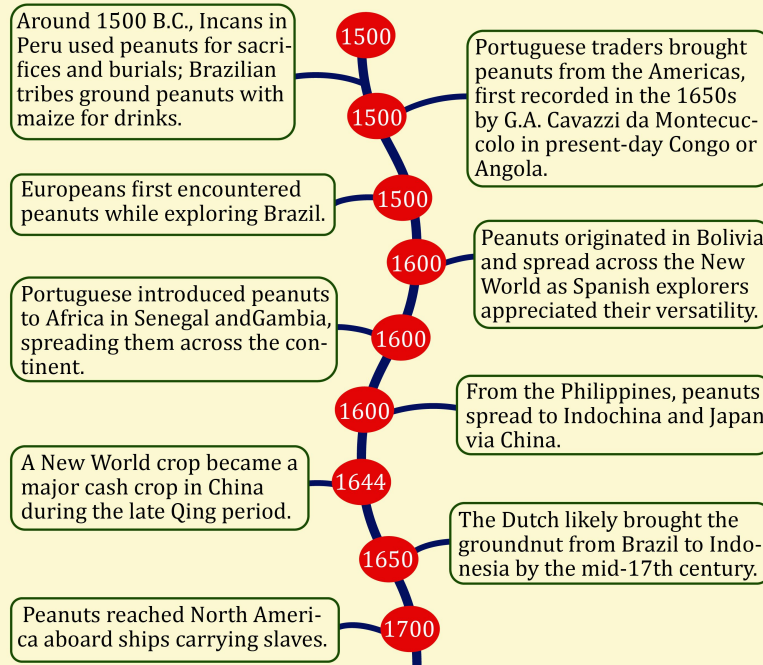 Around 1500 B.C., Incans in
Peru used peanuts for sacri-
fices and burials; Brazilian
tribes ground peanuts with
maize for drinks.
1500
Portuguese traders brought
peanuts from the Americas,
first recorded in the 1650s
by G.A. Cavazzi da Montecuc-
colo in present-day Congo or
Angola.
1500
Europeans first encountered
peanuts while exploring Brazil.
1500
Peanuts originated in Bolivia
and spread across the New
World as Spanish explorers
appreciated their versatility.
1600
Portuguese introduced peanuts
to Africa in Senegal andGambia,
spreading them across the con-
tinent.
1600
From the Philippines, peanuts
spread to Indochina and Japan
via China.
1600
A New World crop became a
major cash crop in China
during the late Qing period.
1644
The Dutch likely brought the
groundnut from Brazil to Indo-
nesia by the mid-17th century.
1650
Peanuts reached North Ameri-
ca aboard ships carrying slaves.
1700